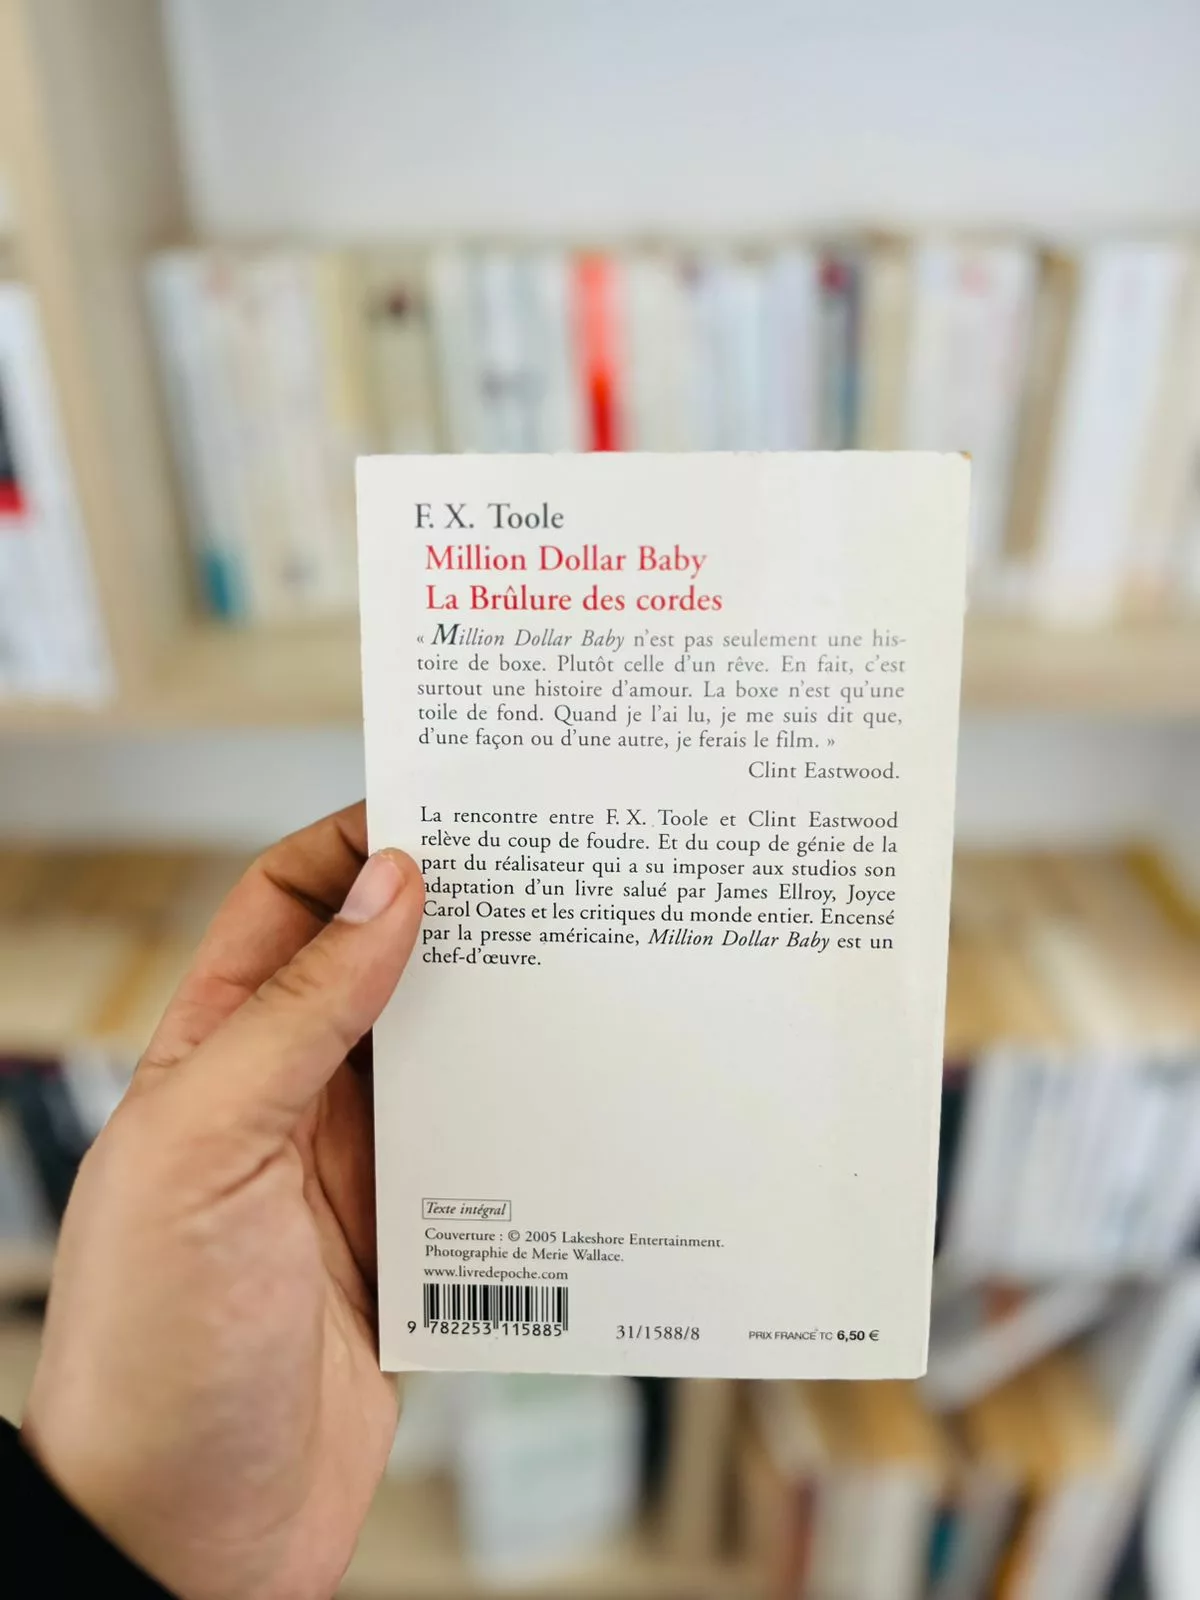 F. X. Toole
Million Dollar Baby
La Brûlure des cordes
« Million Dollar Baby n'est pas seulement une his-
toire de boxe. Plutôt celle d'un rêve. En fait, c'est
surtout une histoire d'amour. La boxe n'est qu'une
toile de fond. Quand je l'ai lu, je me suis dit que,
d'une façon ou d'une autre, je ferais le film. »
Clint Eastwood.
La rencontre entre F. X. Toole et Clint Eastwood
relève du coup de foudre. Et du coup de génie de la
part du réalisateur qui a su imposer aux studios son
adaptation d'un livre salué par James Ellroy, Joyce
Carol Oates et les critiques du monde entier. Encensé
par la presse américaine, Million Dollar Baby est un
chef-d'œuvre.
Texte intégral
Couverture : © 2005 Lakeshore Entertainment.
Photographie de Merie Wallace.
www.livredepoche.com
9 782253 115885
31/1588/8
PRIX FRANCE TC 6,50 €